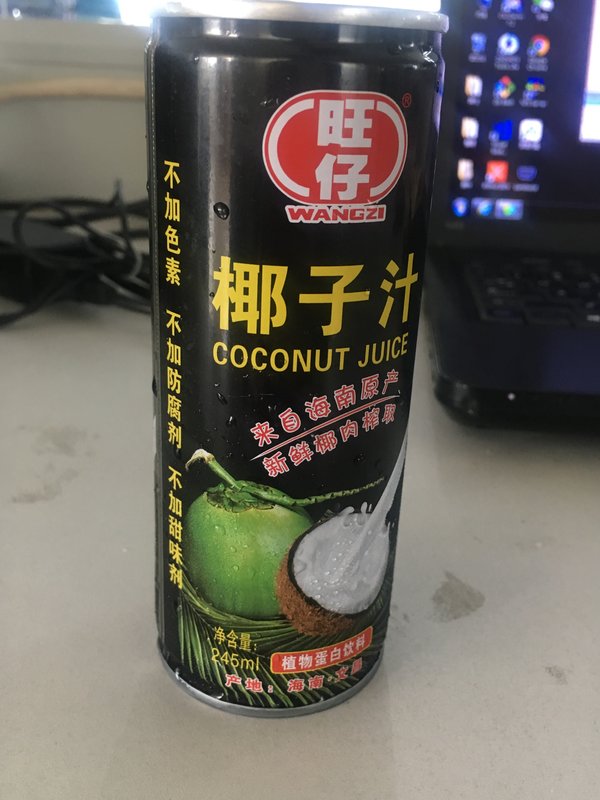 旺仔
®
WANGZI
不加色素 不加防腐剂 不加甜味剂
椰子汁
COCONUT JUICE
来自海南原产
新鲜椰肉榨取
净含量:
245ml
植物蛋白饮料
产地: 海南·文昌